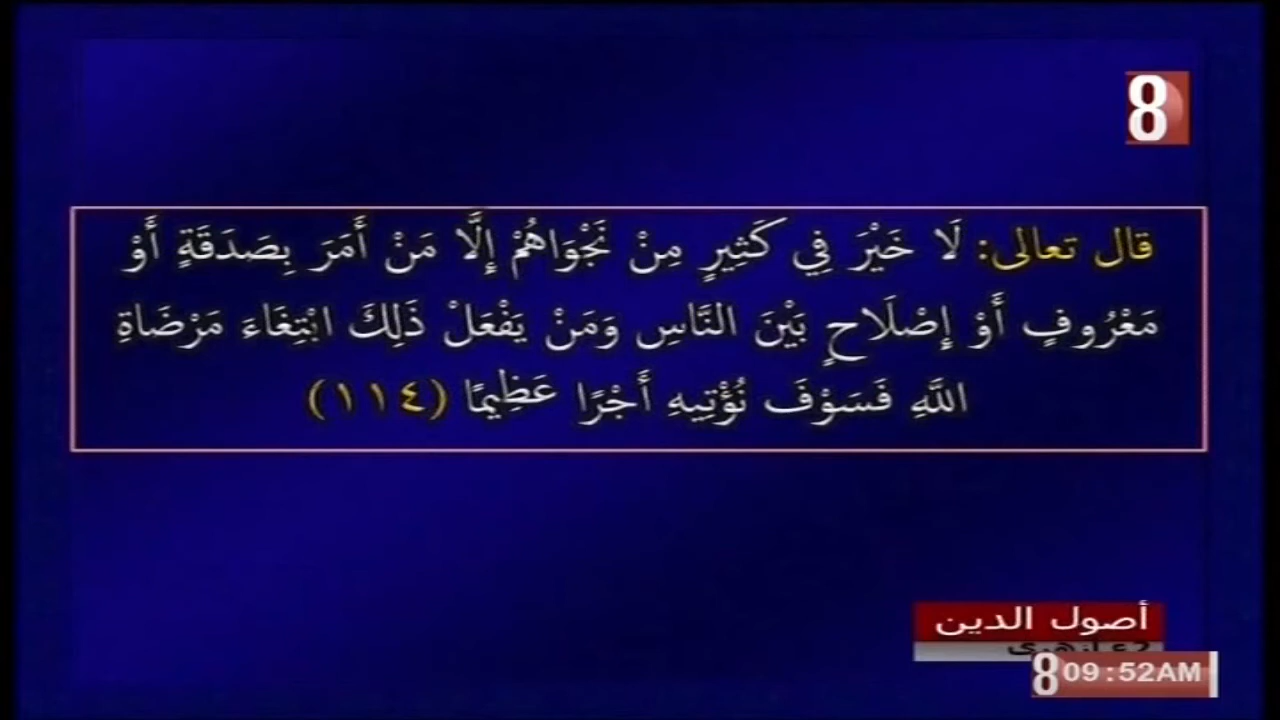 8
قال تعالى: لَا خَيْرَ فِي كَثِيرٍ مِنْ نَجْوَاهُمْ إِلَّا مَنْ أَمَرَ بِصَدَقَةٍ أَوْ
مَعْرُوفٍ أَوْ إِصْلَاحٍ بَيْنَ النَّاسِ وَمَنْ يَفْعَلْ ذَلِكَ ابْتِغَاءَ مَرْضَاةِ
اللَّهِ فَسَوْفَ نُؤْتِيهِ أَجْرًا عَظِيمًا (١١٤)
أصول الدين
8 09:52AM